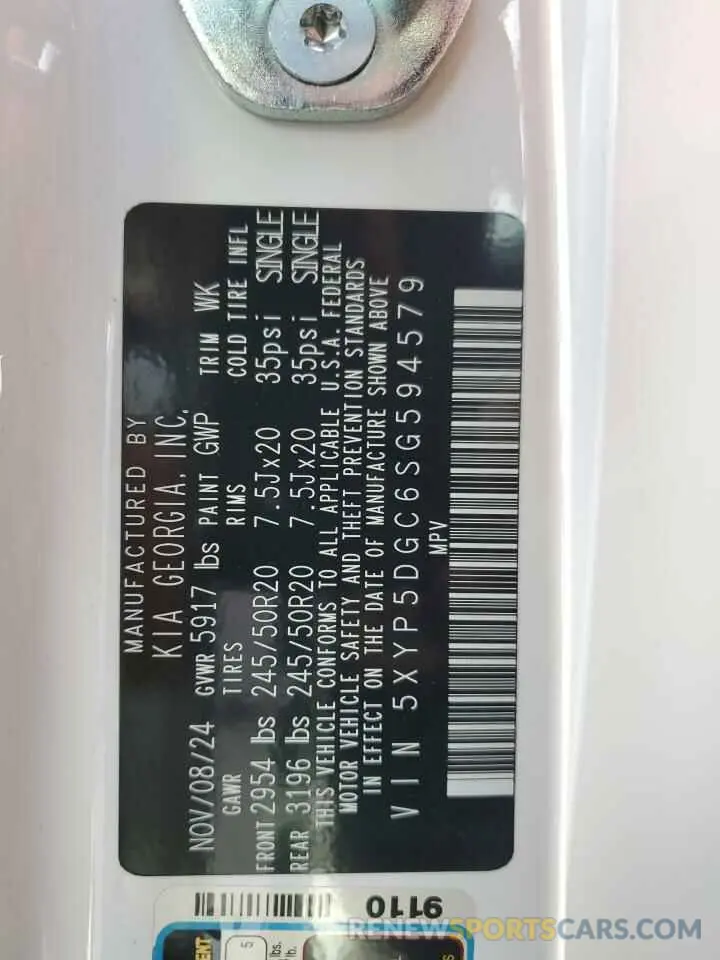 MANUFACTURED BY
KIA GEORGIA, INC.
NOV/08/24 GVWR 5917 lbs PAINT GWP TRIM WK
GAWR TIRES RIMS COLD TIRE INFL
FRONT 2954 lbs 245/50R20 7.5Jx20 35psi SINGLE
REAR 3196 lbs 245/50R20 7.5Jx20 35psi SINGLE
THIS VEHICLE CONFORMS TO ALL APPLICABLE U.S.A. FEDERAL
MOTOR VEHICLE SAFETY AND THEFT PREVENTION STANDARDS
IN EFFECT ON THE DATE OF MANUFACTURE SHOWN ABOVE
VIN 5XYP5DGC6SG594579
MPV
9110
5
lbs.
RENEWSPORTSCARS.COM